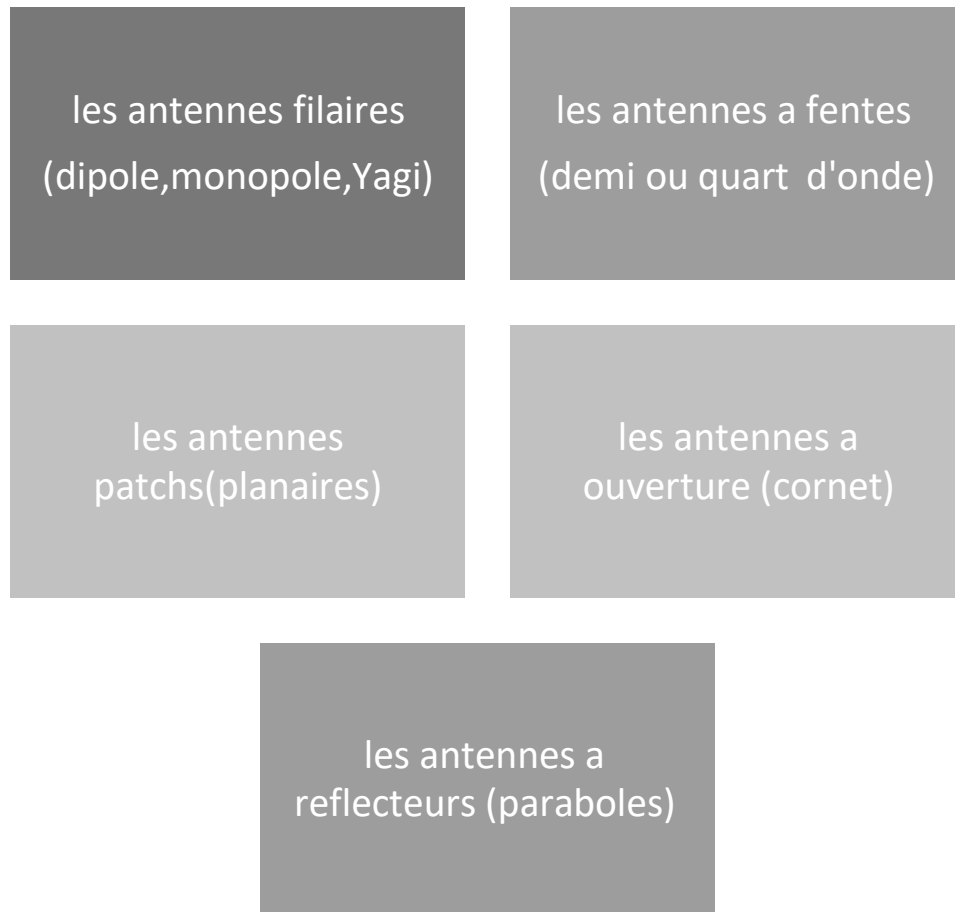 les antennes filaires
(dipole,monopole,Yagi)
les antennes a fentes
(demi ou quart d'onde)
les antennes
patchs(planaires)
les antennes a
ouverture (cornet)
les antennes a
reflecteurs (paraboles)